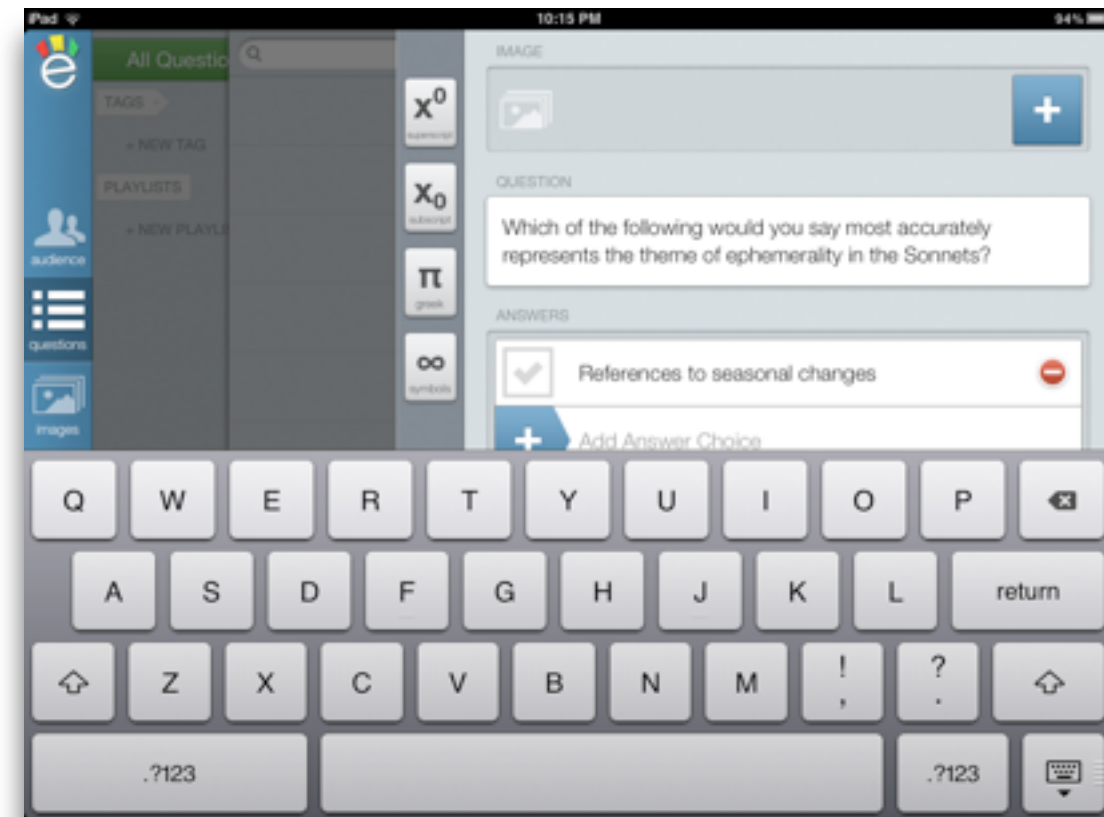 iPad
10:15 PM
94%
e
All Questio
TAGS
+ NEW TAG
PLAYLISTS
+ NEW PLAYLI
audience
questions
images
x⁰
superscript
x₀
subscript
π
greek
∞
symbols
IMAGE
+
QUESTION
Which of the following would you say most accurately
represents the theme of ephemerality in the Sonnets?
ANSWERS
References to seasonal changes
+ Add Answer Choice
Q W E R T Y U I O P
A S D F G H J K L return
Z X C V B N M ! , ? .
.?123 .?123